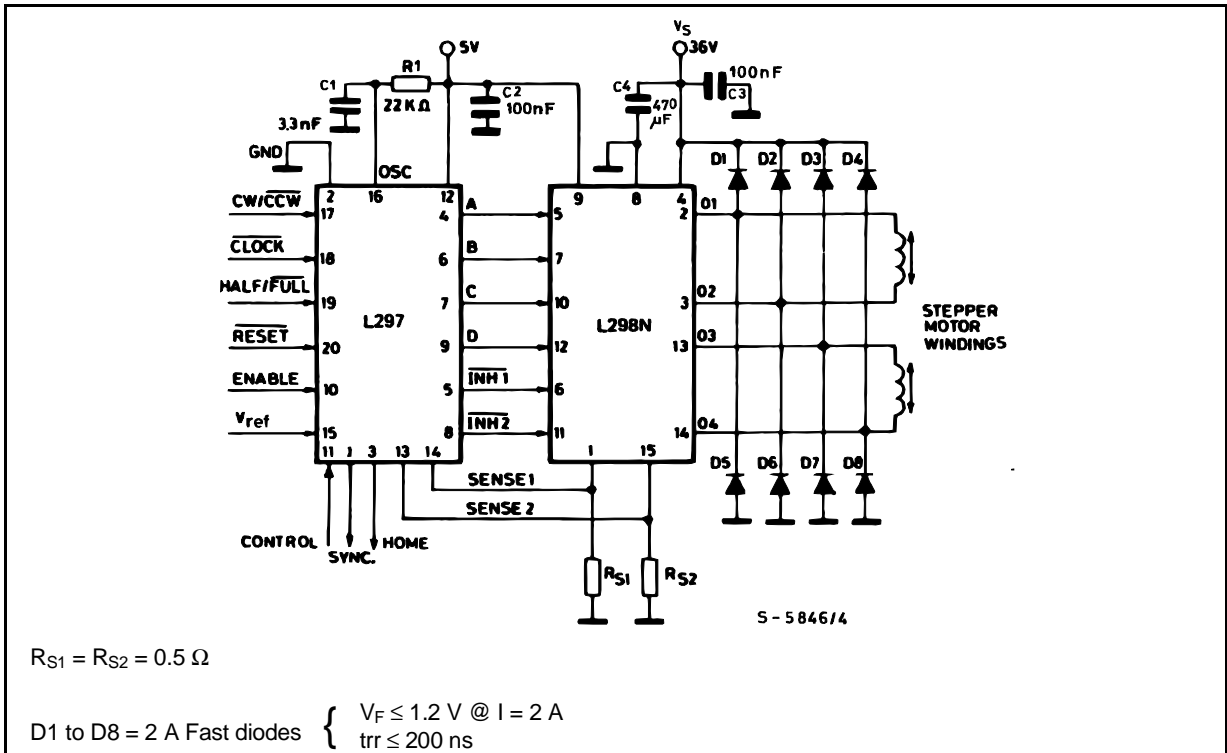 VS
5V 36V
R1 100nF
C1 C2 C4 C3
22KΩ 100nF 470 µF
3.3nF
GND
OSC D1 D2 D3 D4
2 16 12 9 8 4
CW/CCW 17 4 A 5 2 O1
CLOCK 18 6 B 7
HALF/FULL 19 7 C 10 3 O2
L297 L298N
STEPPER
MOTOR
WINDINGS
RESET 20 9 D 12 13 O3
ENABLE 10 5 INH1 6
Vref 15 8 INH2 11 14 O4
11 1 3 13 14 1 15
D5 D6 D7 D8
SENSE1
SENSE 2
CONTROL HOME
SYNC.
RS1 RS2
S-5846/4
RS1 = RS2 = 0.5 Ω
VF ≤ 1.2 V @ I = 2 A
D1 to D8 = 2 A Fast diodes {
trr ≤ 200 ns